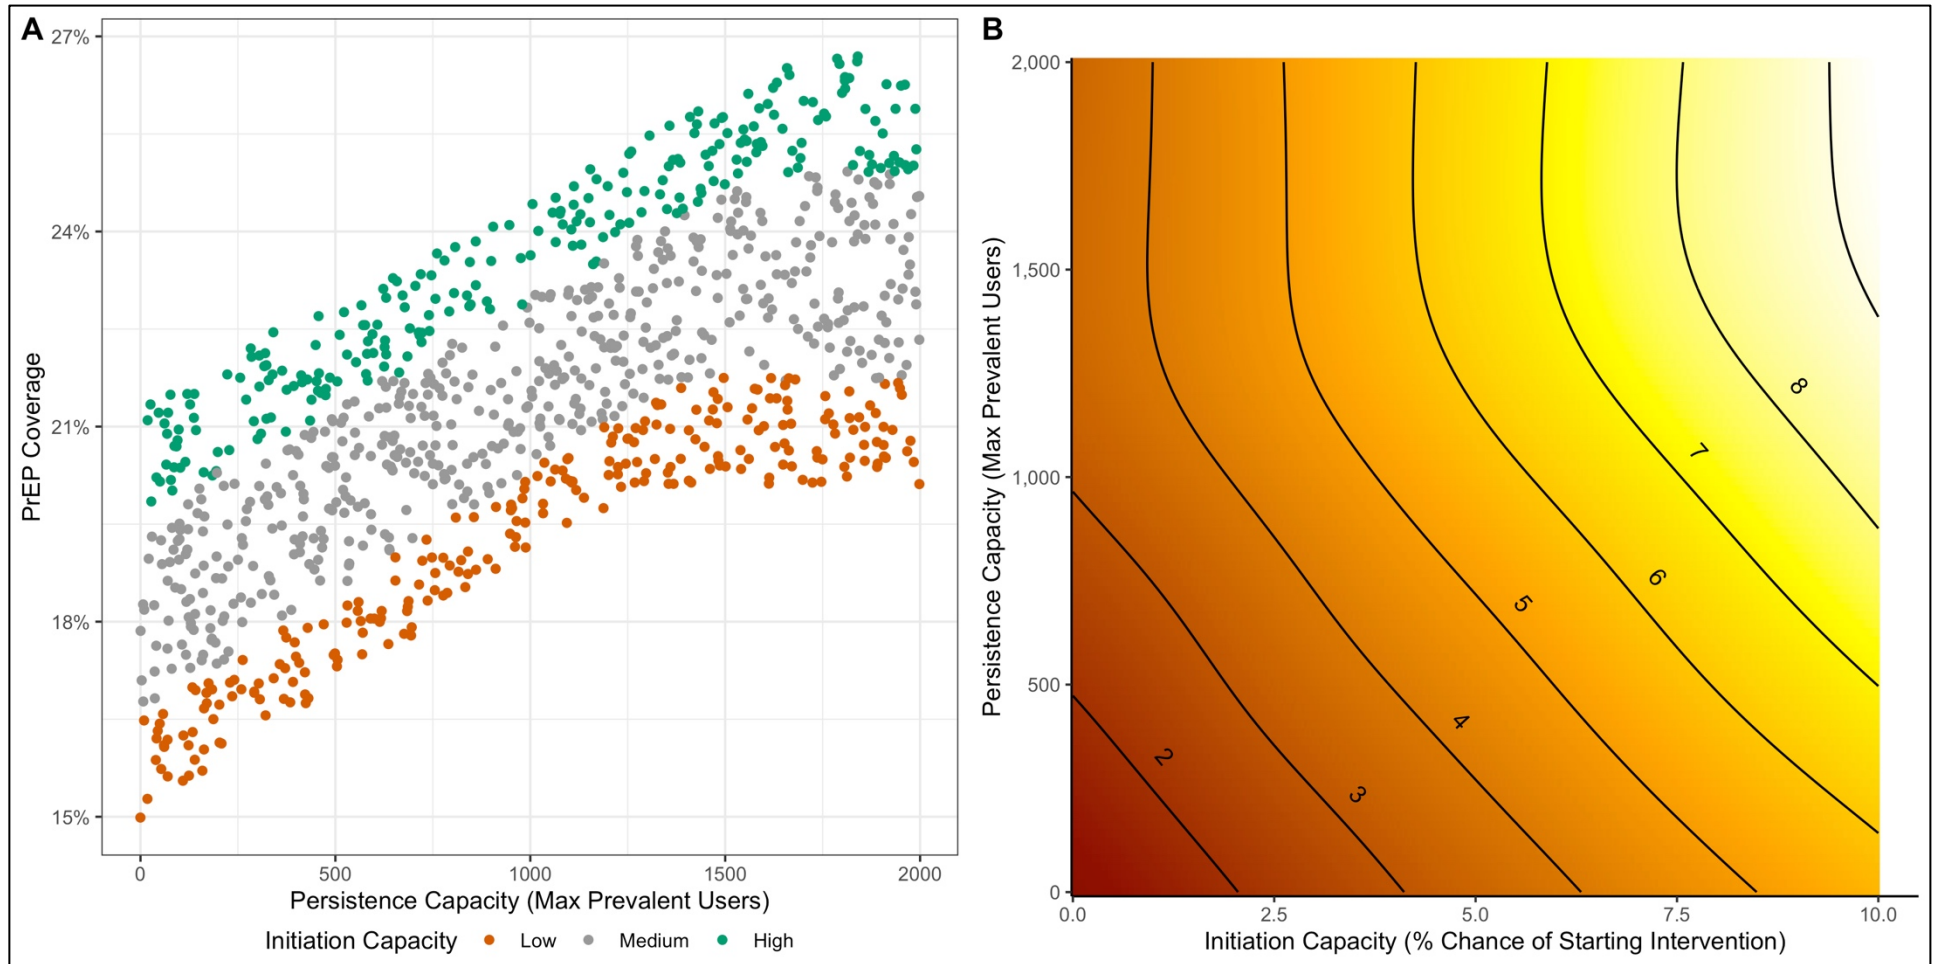 A
27%
24%
21%
18%
15%
PrEP Coverage
0 500 1000 1500 2000
Persistence Capacity (Max Prevalent Users)
Initiation Capacity Low Medium High
B
2,000
1,500
1,000
500
0
Persistence Capacity (Max Prevalent Users)
8
7
6
5
4
2
3
0.0 2.5 5.0 7.5 10.0
Initiation Capacity (% Chance of Starting Intervention)